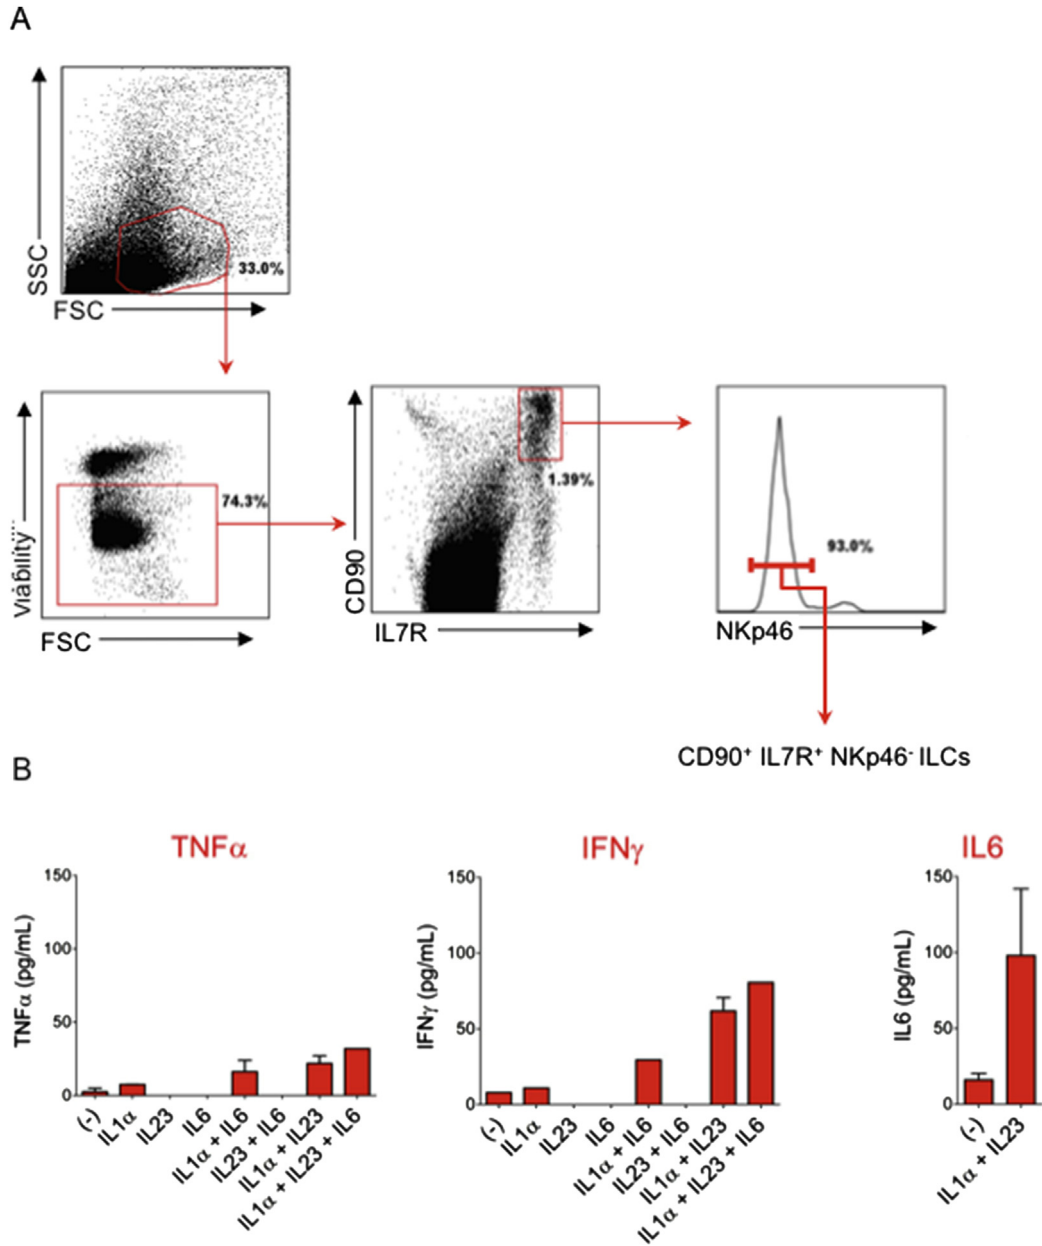 A
SSC
FSC
33.0%
Viability...
FSC
74.3%
CD90
IL7R
1.39%
NKp46
93.0%
CD90⁺ IL7R⁺ NKp46⁻ ILCs
B
TNFα
TNFα (pg/mL)
150
100
50
0
(-)
IL1α
IL23
IL6
IL1α + IL6
IL23 + IL6
IL1α + IL23
IL1α + IL23 + IL6
IFNγ
IFNγ (pg/mL)
150
100
50
0
(-)
IL1α
IL23
IL6
IL1α + IL6
IL23 + IL6
IL1α + IL23
IL1α + IL23 + IL6
IL6
IL6 (pg/mL)
150
100
50
0
(-)
IL1α + IL23